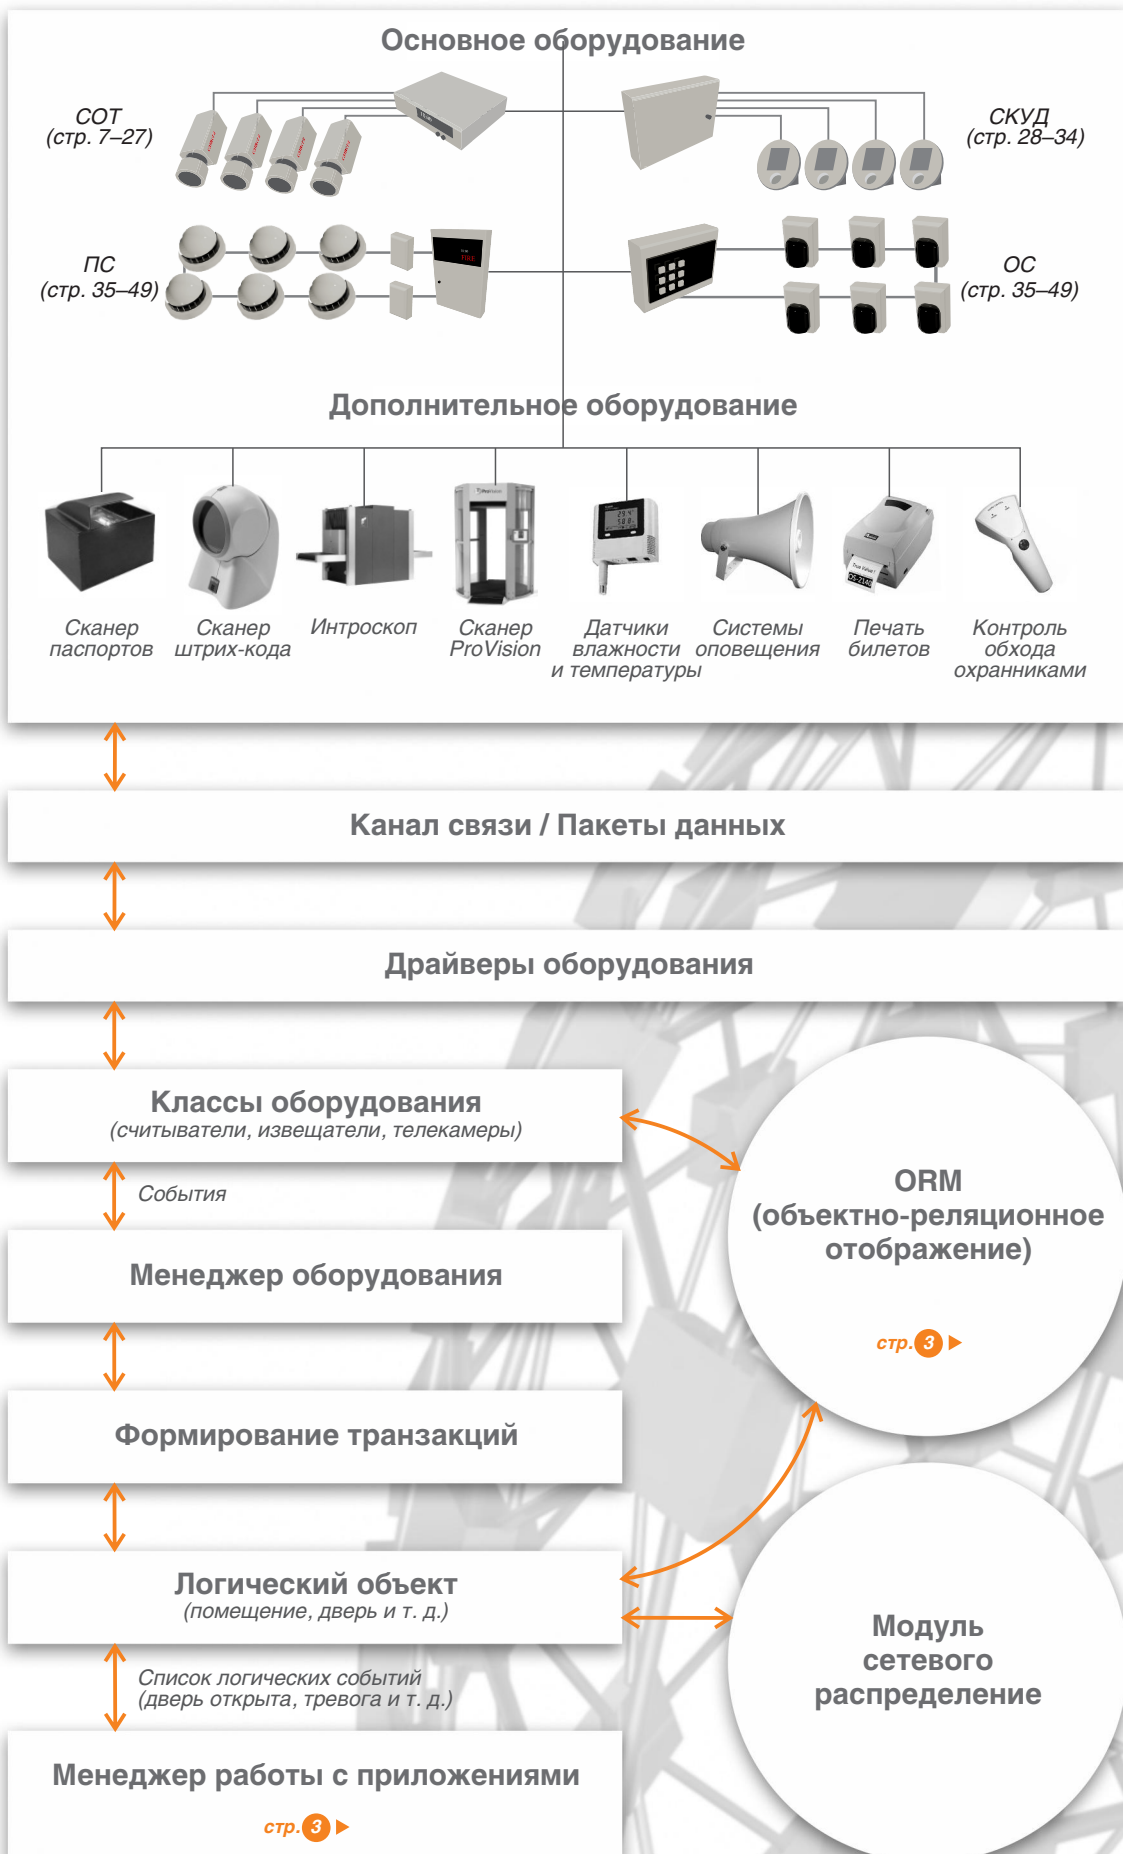 Основное оборудование
СОТ
(стр. 7–27)
СКУД
(стр. 28–34)
ПС
(стр. 35–49)
ОС
(стр. 35–49)
Дополнительное оборудование
Сканер
паспортов
Сканер
штрих-кода
Интроскоп
Сканер
ProVision
Датчики
влажности
и температуры
Системы
оповещения
Печать
билетов
Контроль
обхода
охранниками
Канал связи / Пакеты данных
Драйверы оборудования
Классы оборудования
(считыватели, извещатели, телекамеры)
События
Менеджер оборудования
ORM
(объектно-реляционное
отображение)
стр. 3
Формирование транзакций
Логический объект
(помещение, дверь и т. д.)
Модуль
сетевого
распределение
Список логических событий
(дверь открыта, тревога и т. д.)
Менеджер работы с приложениями
стр. 3